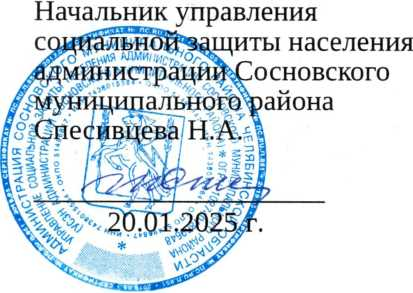 Начальник управления
социальной защиты населения
администрации Сосновского
муниципального района
Спесивцева Н.А.
20.01.2025 г.